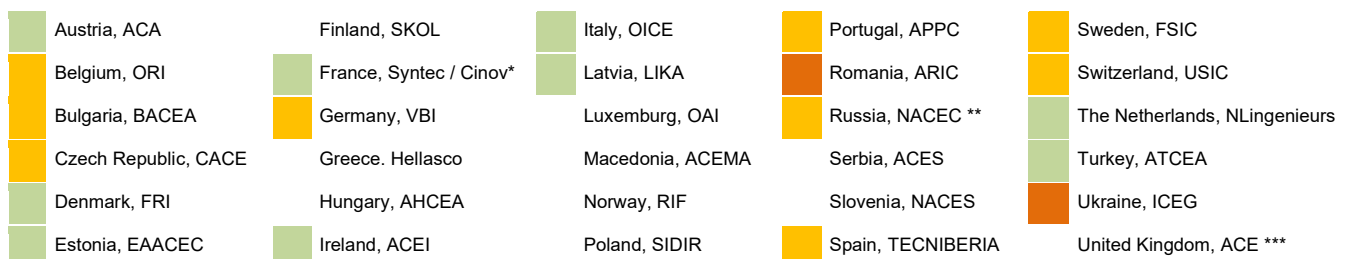 Austria, ACA
Belgium, ORI
Bulgaria, BACEA
Czech Republic, CACE
Denmark, FRI
Estonia, EAACEC
Finland, SKOL
France, Syntec / Cinov*
Germany, VBI
Greece. Hellasco
Hungary, AHCEA
Ireland, ACEI
Italy, OICE
Latvia, LIKA
Luxemburg, OAI
Macedonia, ACEMA
Norway, RIF
Poland, SIDIR
Portugal, APPC
Romania, ARIC
Russia, NACEC **
Serbia, ACES
Slovenia, NACES
Spain, TECNIBERIA
Sweden, FSIC
Switzerland, USIC
The Netherlands, NLingenieurs
Turkey, ATCEA
Ukraine, ICEG
United Kingdom, ACE ***